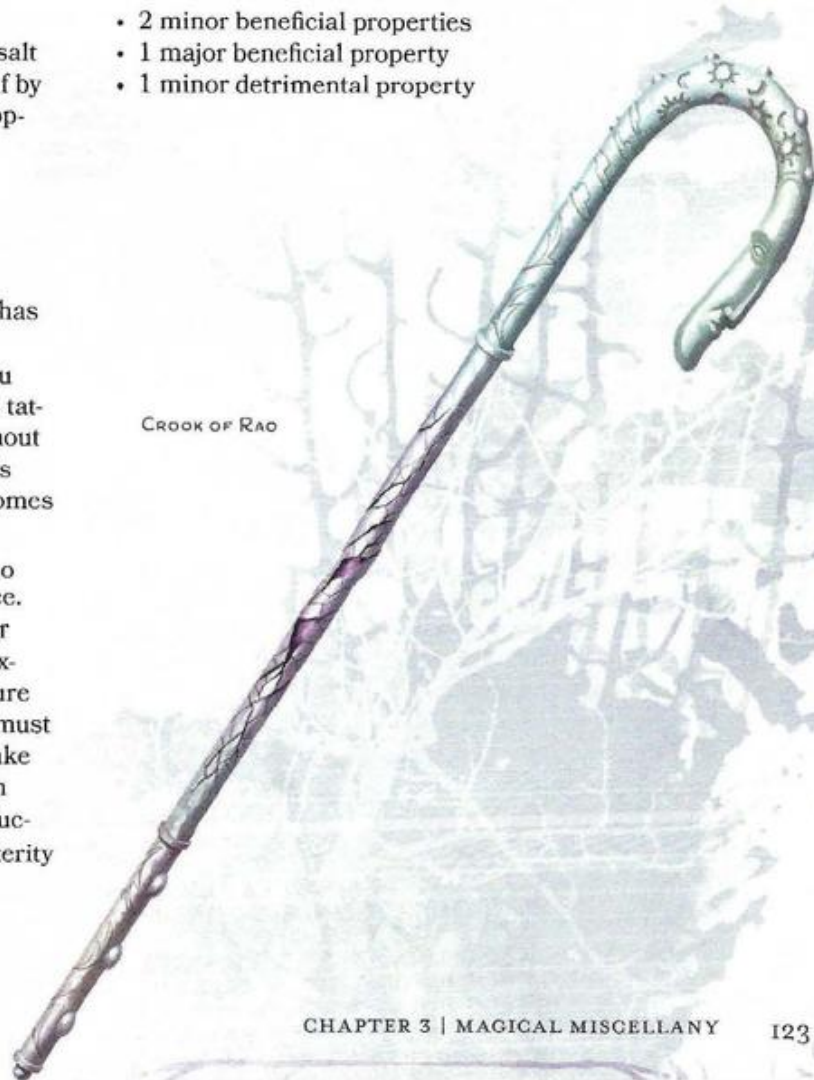 salt
f by
op-
has
u
tat-
hout
s
omes
o
ce.
r
x-
ure
must
ake
n
uc-
terity
• 2 minor beneficial properties
• 1 major beneficial property
• 1 minor detrimental property
CROOK OF RAO
CHAPTER 3 | MAGICAL MISCELLANY 123